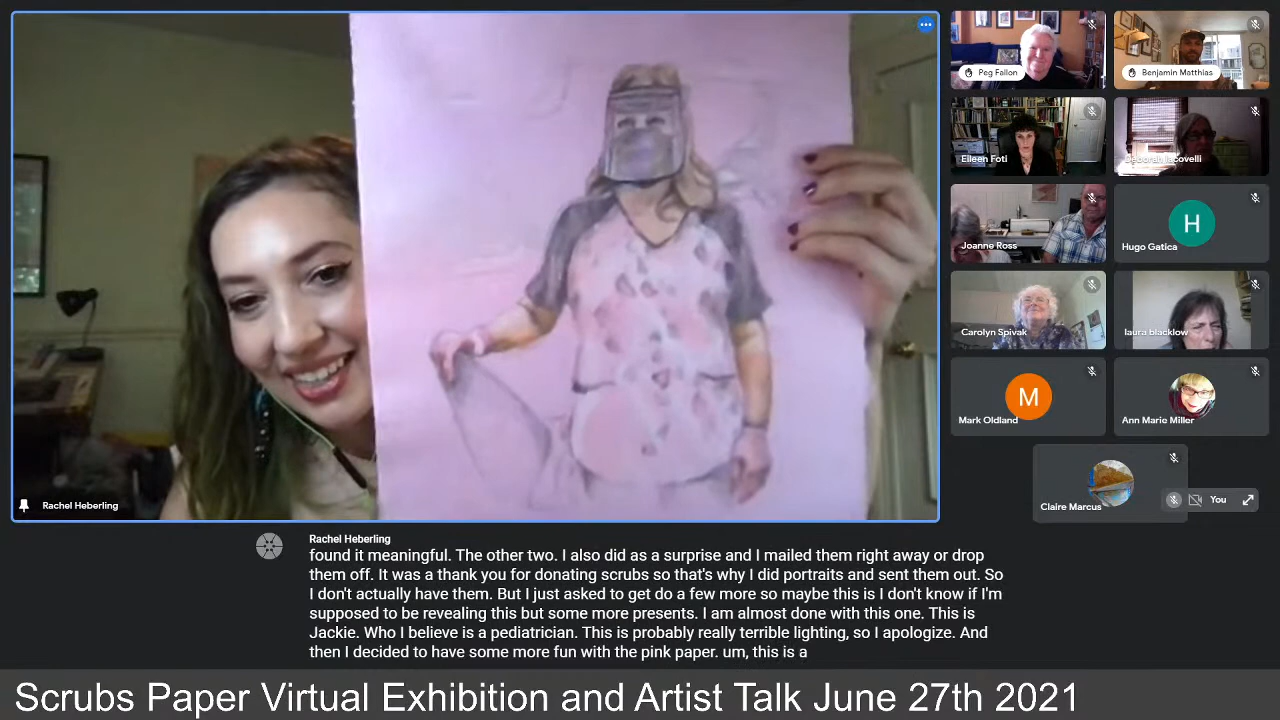 Peg Fallon
Benjamin Matthias
Eileen Foti
Deborah Iacovelli
Joanne Ross
H
Hugo Gatica
Carolyn Spivak
laura blacklow
M
Mark Oldland
Ann Marie Miller
Claire Marcus
You
Rachel Heberling
Rachel Heberling
found it meaningful. The other two. I also did as a surprise and I mailed them right away or drop
them off. It was a thank you for donating scrubs so that's why I did portraits and sent them out. So
I don't actually have them. But I just asked to get do a few more so maybe this is I don't know if I'm
supposed to be revealing this but some more presents. I am almost done with this one. This is
Jackie. Who I believe is a pediatrician. This is probably really terrible lighting, so I apologize. And
then I decided to have some more fun with the pink paper. um, this is a
Scrubs Paper Virtual Exhibition and Artist Talk June 27th 2021